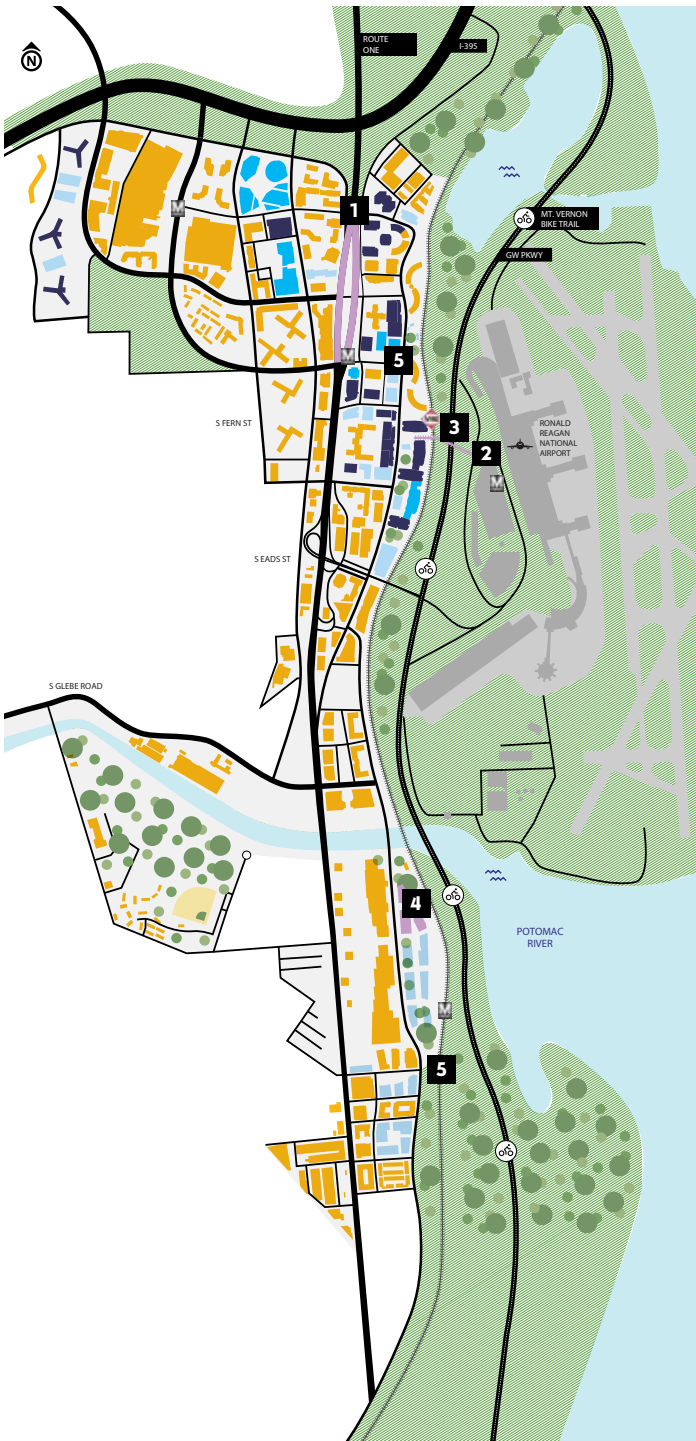 ROUTE
ONE
I-395
N
M
1
MT. VERNON
BIKE TRAIL
GW PKWY
M
5
S FERN ST
3
2
RONALD
REAGAN
NATIONAL
AIRPORT
M
S EADS ST
S GLEBE ROAD
4
POTOMAC
RIVER
M
5